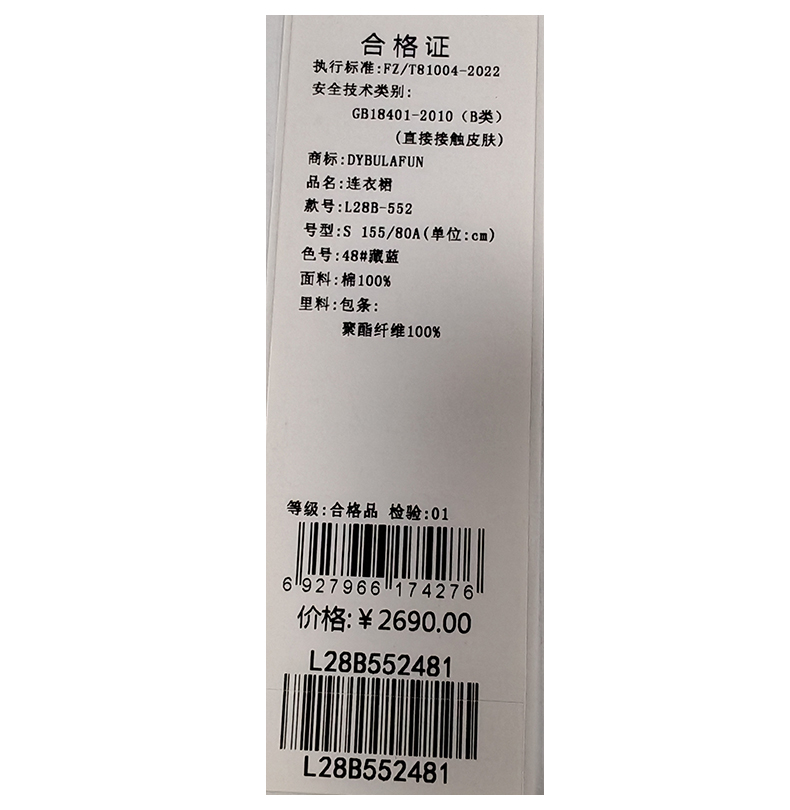 合格证
执行标准:FZ/T81004-2022
安全技术类别:
GB18401-2010 (B类)
(直接接触皮肤)
商标:DYBULAFUN
品名:连衣裙
款号:L28B-552
号型:S 155/80A(单位:cm)
色号:48#藏蓝
面料:棉100%
里料:包条:
聚酯纤维100%
等级:合格品 检验:01
6 927966 174276
价格:¥2690.00
L28B552481
L28B552481